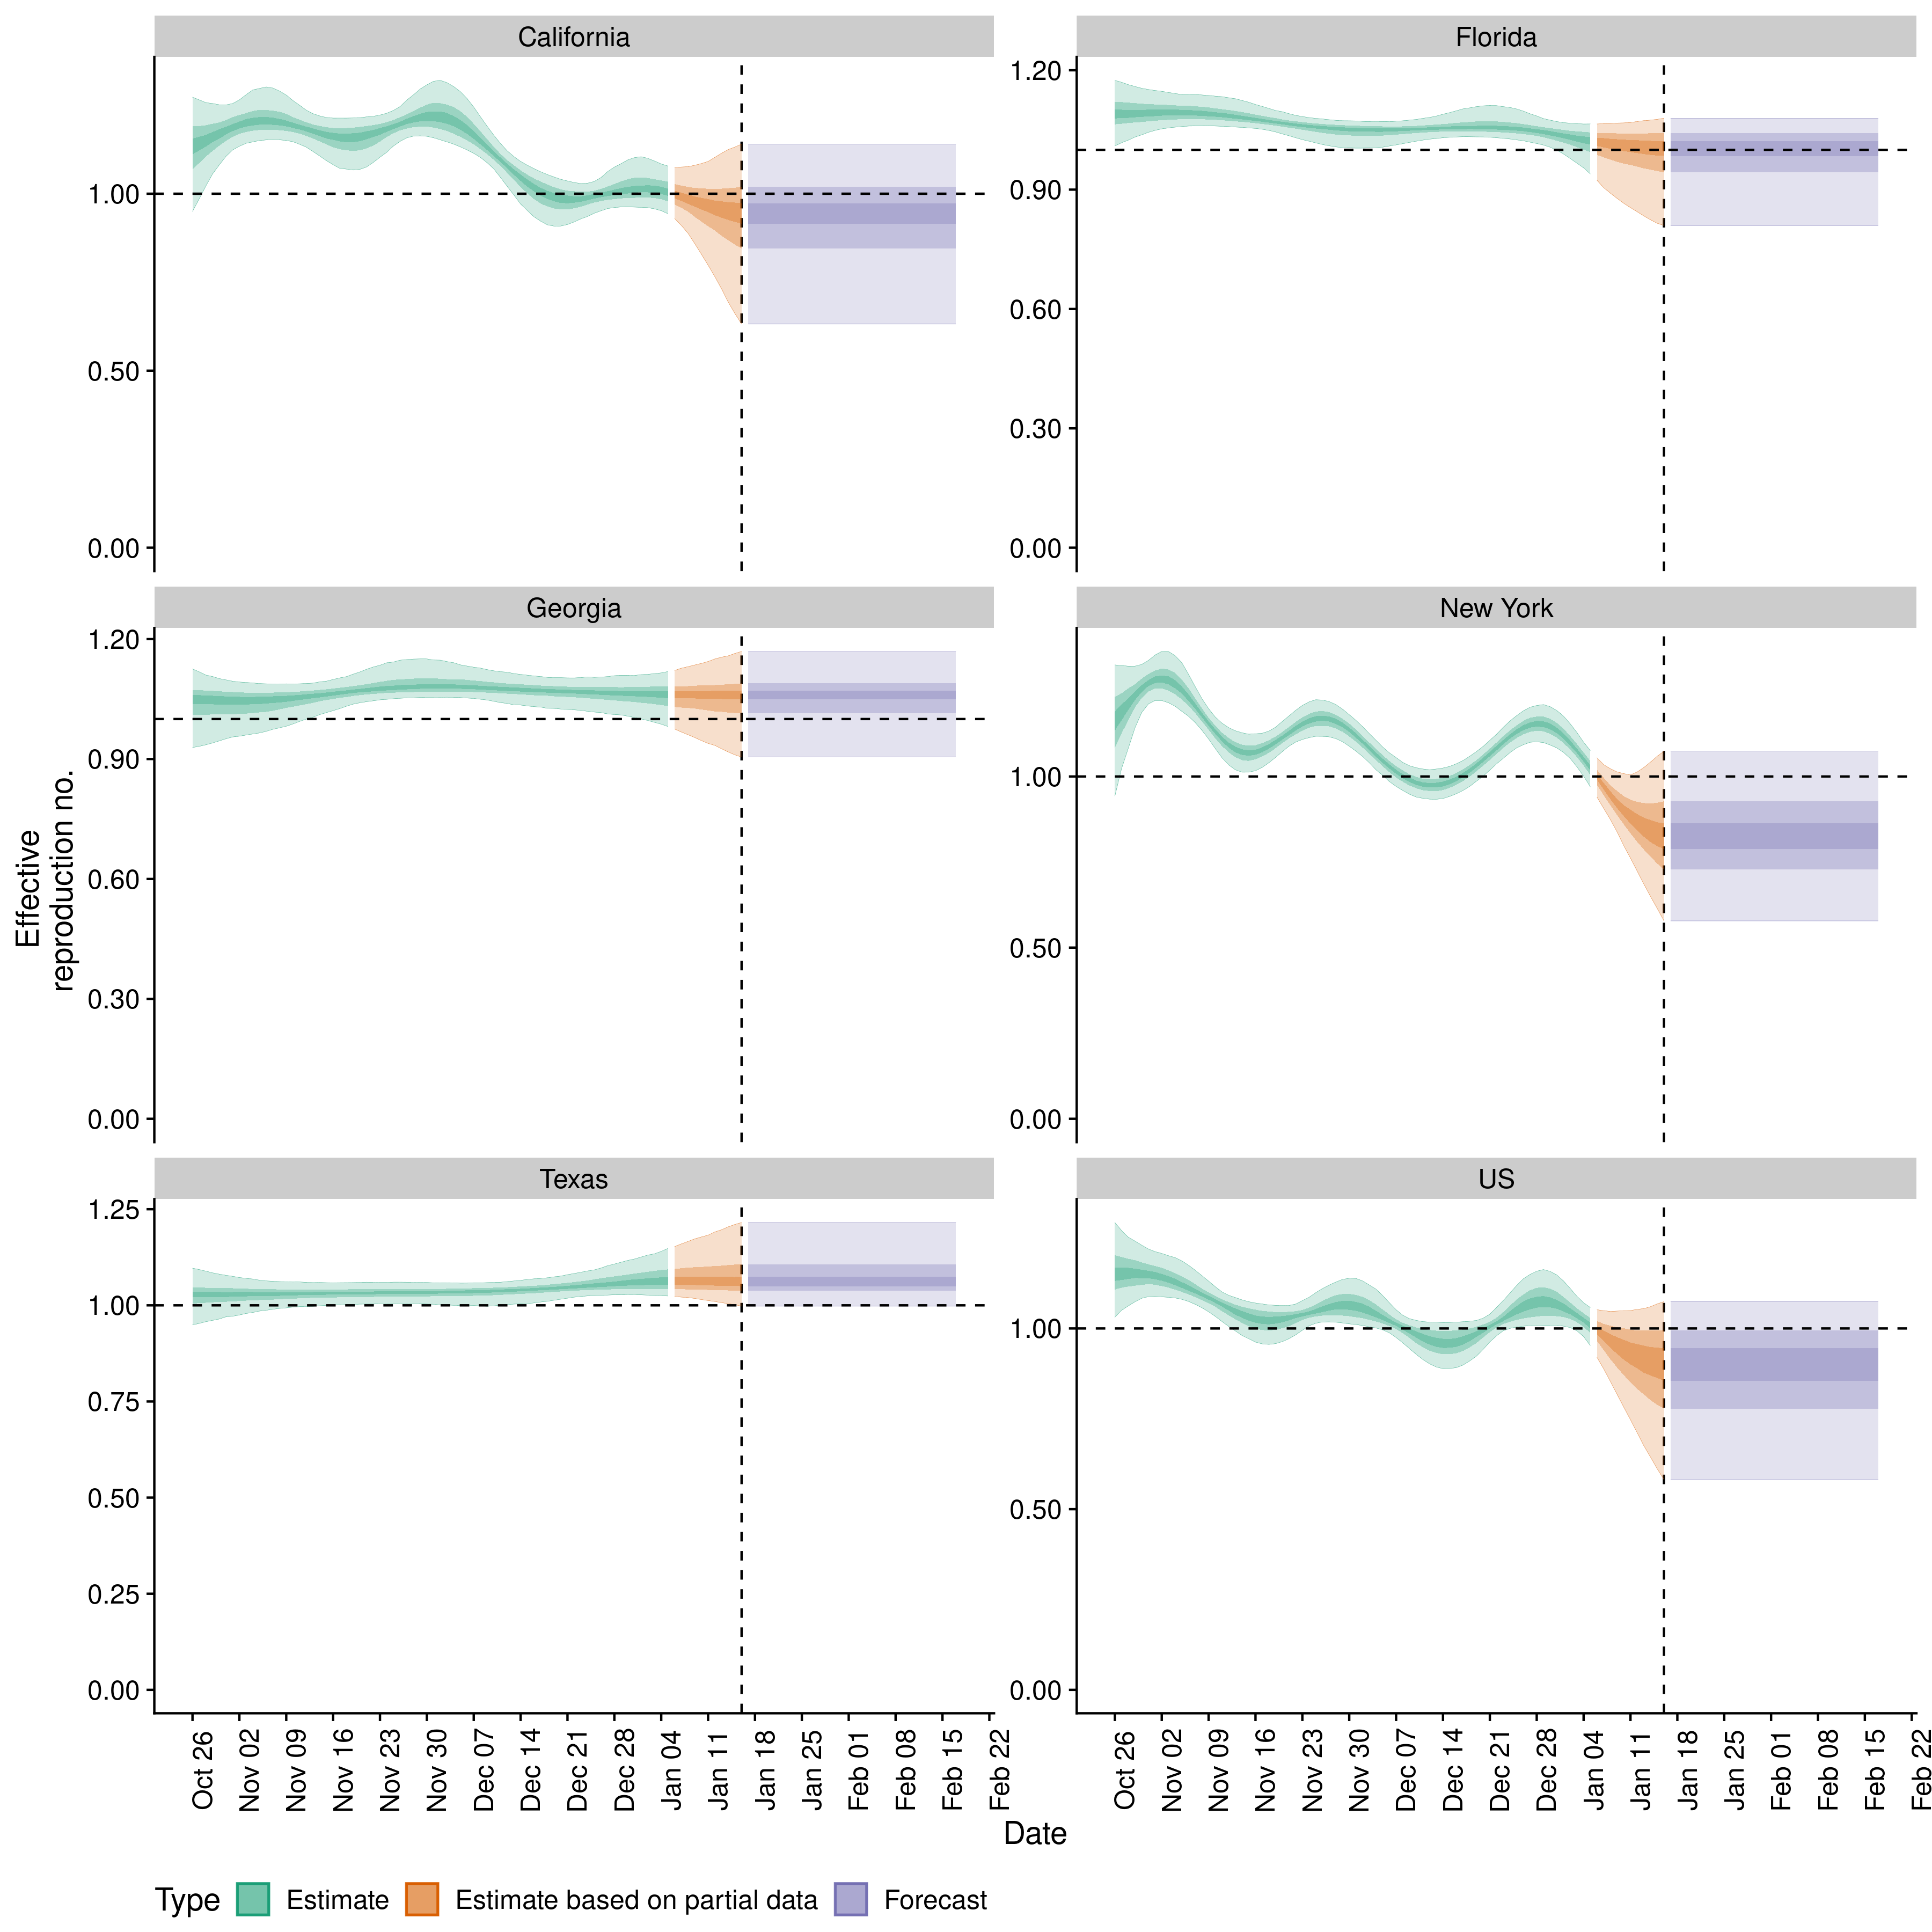 California
Florida
1.00
0.50
0.00
1.20
0.90
0.60
0.30
0.00
Georgia
New York
1.20
0.90
0.60
0.30
0.00
1.00
0.50
0.00
Texas
US
1.25
1.00
0.75
0.50
0.25
0.00
1.00
0.50
0.00
Effective
reproduction no.
Oct 26
Nov 02
Nov 09
Nov 16
Nov 23
Nov 30
Dec 07
Dec 14
Dec 21
Dec 28
Jan 04
Jan 11
Jan 18
Jan 25
Feb 01
Feb 08
Feb 15
Feb 22
Oct 26
Nov 02
Nov 09
Nov 16
Nov 23
Nov 30
Dec 07
Dec 14
Dec 21
Dec 28
Jan 04
Jan 11
Jan 18
Jan 25
Feb 01
Feb 08
Feb 15
Feb 22
Date
Type Estimate Estimate based on partial data Forecast